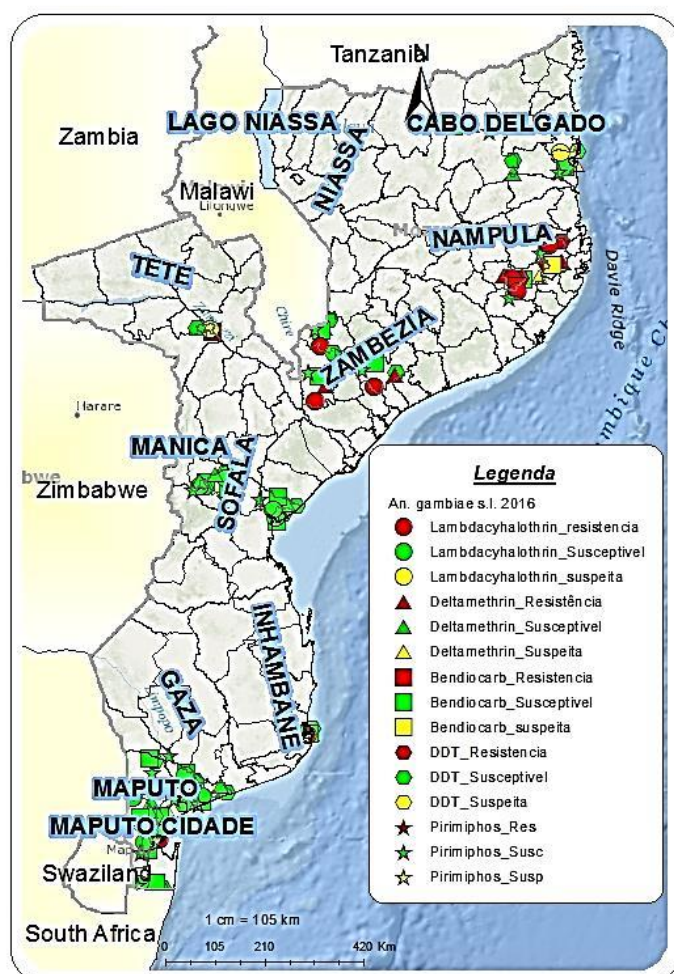 Tanzania
N
Zambia
LAGO NIASSA
CABO DELGADO
NIASSA
Malawi
Lilongwe
NAMPULA
TETE
Chire
Davie Ridge
ZAMBEZIA
Harare
MANICA
SOFALA
Zimbabwe
INHAMBANE
GAZA
MAPUTO
MAPUTO CIDADE
Swaziland
South Africa
Legenda
An. gambiae s.l. 2016
Lambdacyhalothrin_resistencia
Lambdacyhalothrin_Susceptivel
Lambdacyhalothrin_suspeita
Deltamethrin_Resistência
Deltamethrin_Susceptivel
Deltamethrin_Suspeita
Bendiocarb_Resistencia
Bendiocarb_Susceptivel
Bendiocarb_suspeita
DDT_Resistencia
DDT_Susceptivel
DDT_Suspeita
Pirimiphos_Res
Pirimiphos_Susc
Pirimiphos_Susp
1 cm = 105 km
0 105 210 420 Km